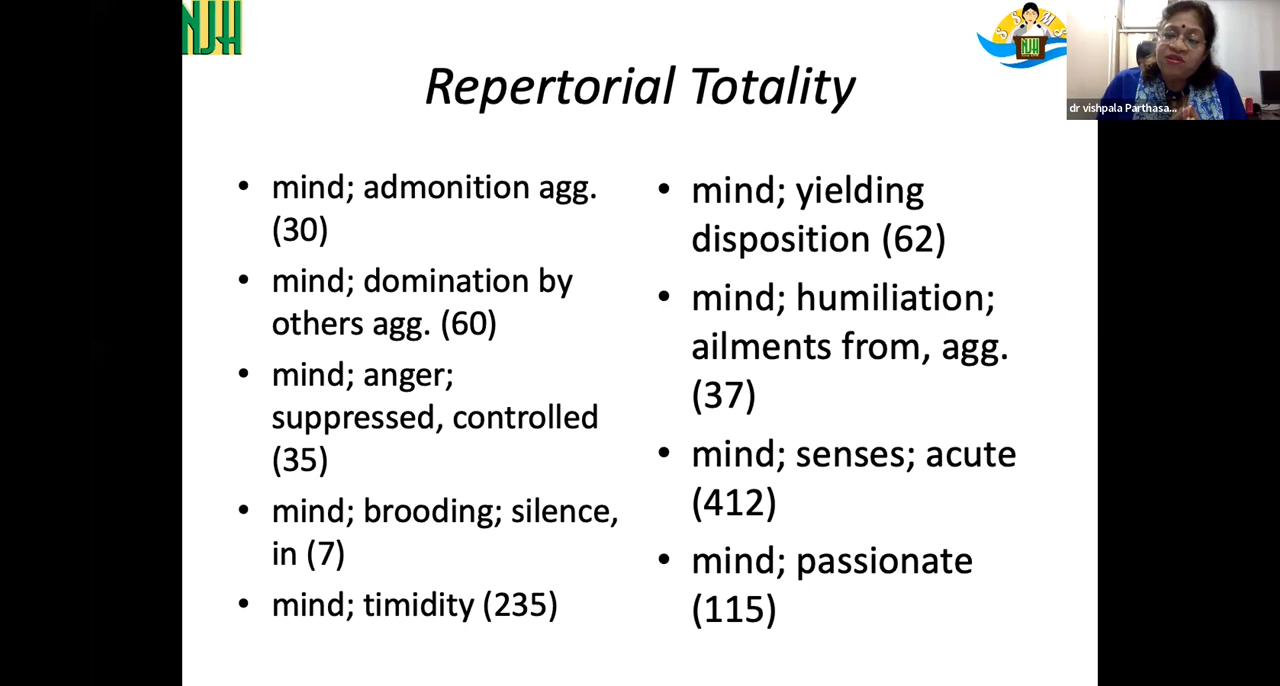 NJH
S S M S
NJH
dr vishpala Parthasa...
Repertorial Totality
• mind; admonition agg.
(30)
• mind; domination by
others agg. (60)
• mind; anger;
suppressed, controlled
(35)
• mind; brooding; silence,
in (7)
• mind; timidity (235)
• mind; yielding
disposition (62)
• mind; humiliation;
ailments from, agg.
(37)
• mind; senses; acute
(412)
• mind; passionate
(115)